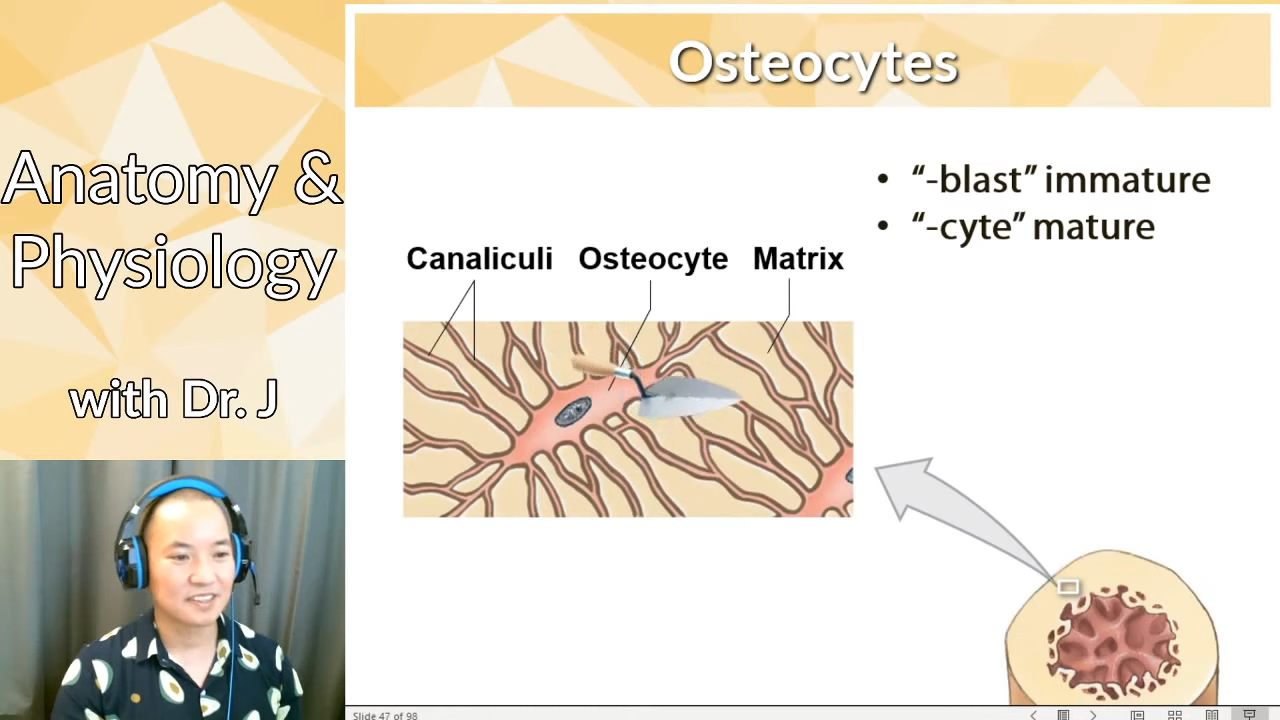 Anatomy &
Physiology
with Dr. J
Osteocytes
• “-blast” immature
• “-cyte” mature
Canaliculi Osteocyte Matrix
Slide 47 of 98